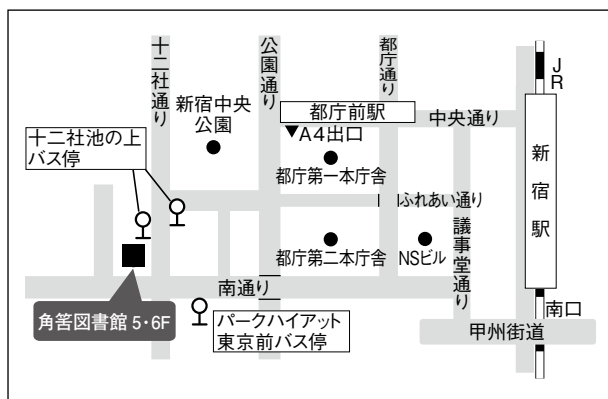 十二社通り
公園通り
都庁通り
JR
新宿中央
公園
都庁前駅
中央通り
▼A4出口
十二社池の上
バス停
新宿駅
都庁第一本庁舎
ふれあい通り
議事堂通り
都庁第二本庁舎
NSビル
南通り
角筈図書館 5・6F
パークハイアット
東京前バス停
南口
甲州街道